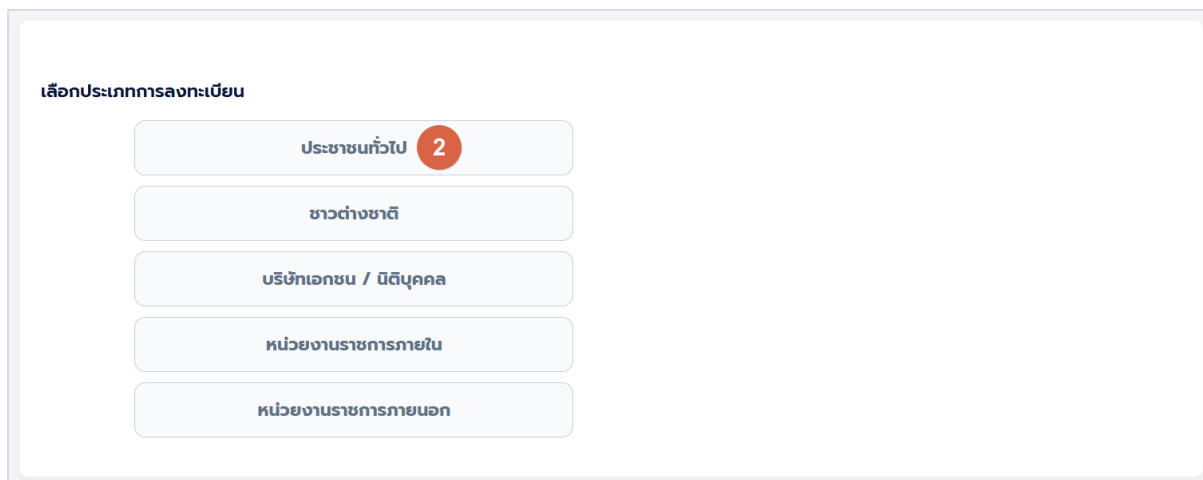 เลือกประเภทการลงทะเบียน
ประชาชนทั่วไป 2
ชาวต่างชาติ
บริษัทเอกชน / นิติบุคคล
หน่วยงานราชการภายใน
หน่วยงานราชการภายนอก